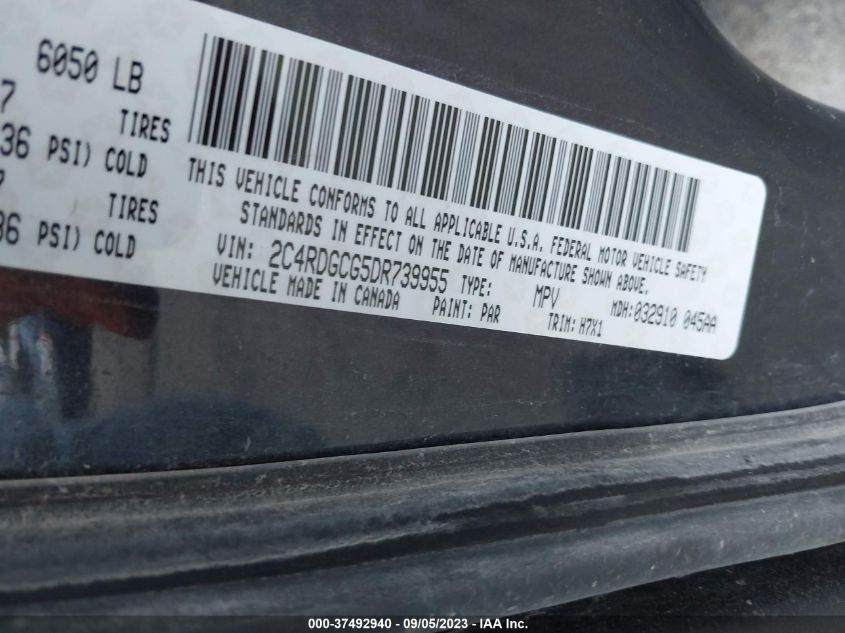 6050 LB
7 TIRES
36 PSI) COLD
TIRES
36 PSI) COLD
THIS VEHICLE CONFORMS TO ALL APPLICABLE U.S.A. FEDERAL MOTOR VEHICLE SAFETY
STANDARDS IN EFFECT ON THE DATE OF MANUFACTURE SHOWN ABOVE.
VIN: 2C4RDGCG5DR739955 TYPE: MPV MDH:032910 045AA
VEHICLE MADE IN CANADA PAINT: PAR TRIM: H7X1
000-37492940 - 09/05/2023 - IAA Inc.